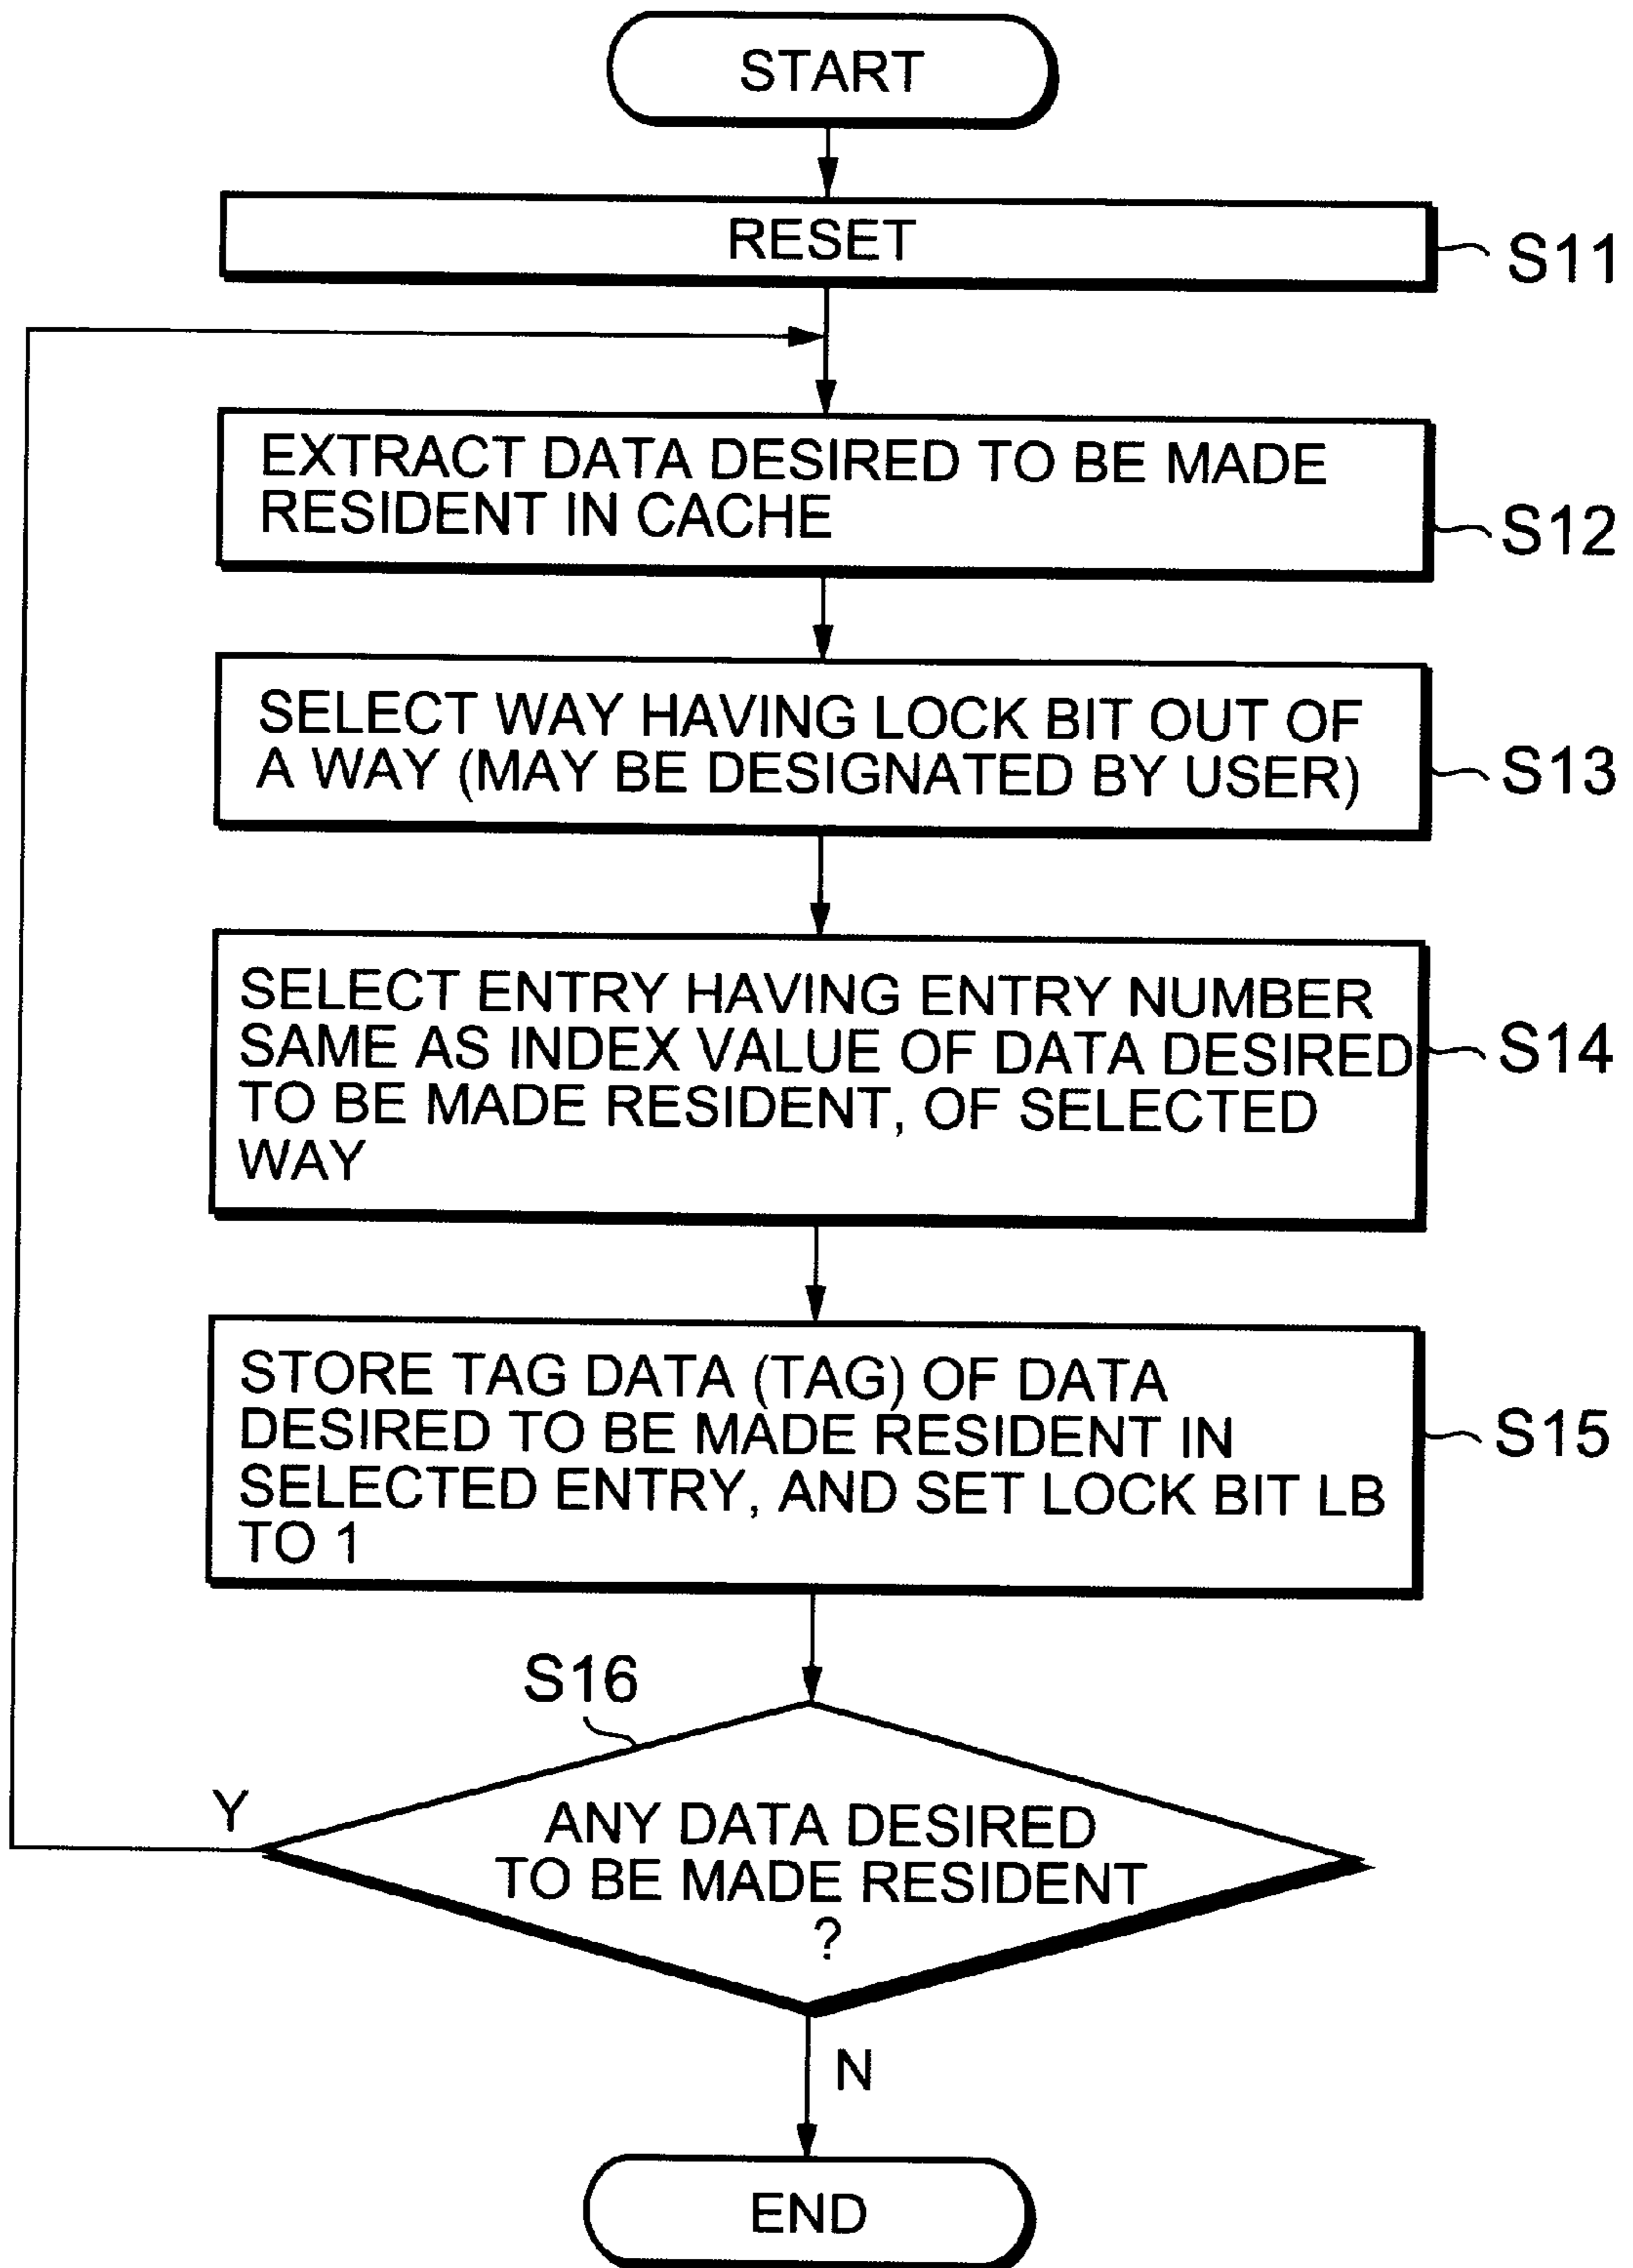 START
RESET
S11
EXTRACT DATA DESIRED TO BE MADE
RESIDENT IN CACHE
S12
SELECT WAY HAVING LOCK BIT OUT OF
A WAY (MAY BE DESIGNATED BY USER)
S13
SELECT ENTRY HAVING ENTRY NUMBER
SAME AS INDEX VALUE OF DATA DESIRED
TO BE MADE RESIDENT, OF SELECTED
WAY
S14
STORE TAG DATA (TAG) OF DATA
DESIRED TO BE MADE RESIDENT IN
SELECTED ENTRY, AND SET LOCK BIT LB
TO 1
S15
S16
Y
ANY DATA DESIRED
TO BE MADE RESIDENT
?
N
END